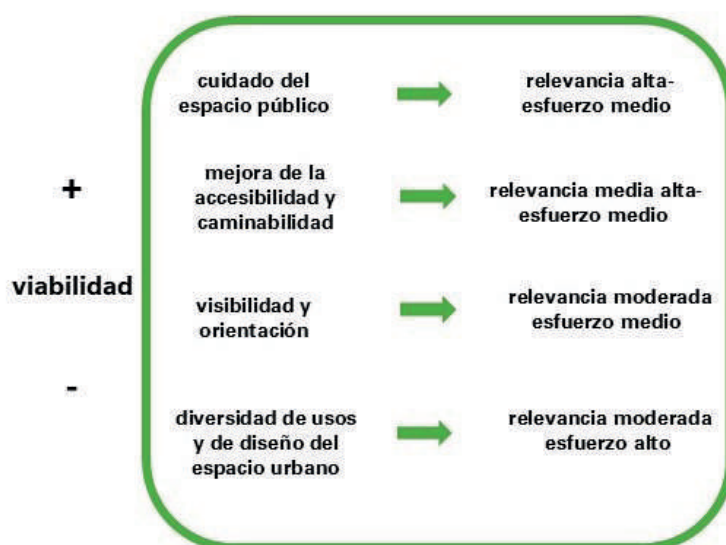 cuidado del
espacio público
relevancia alta-
esfuerzo medio
+
mejora de la
accesibilidad y
caminabilidad
relevancia media alta-
esfuerzo medio
viabilidad
visibilidad y
orientación
relevancia moderada
esfuerzo medio
-
diversidad de usos
y de diseño del
espacio urbano
relevancia moderada
esfuerzo alto